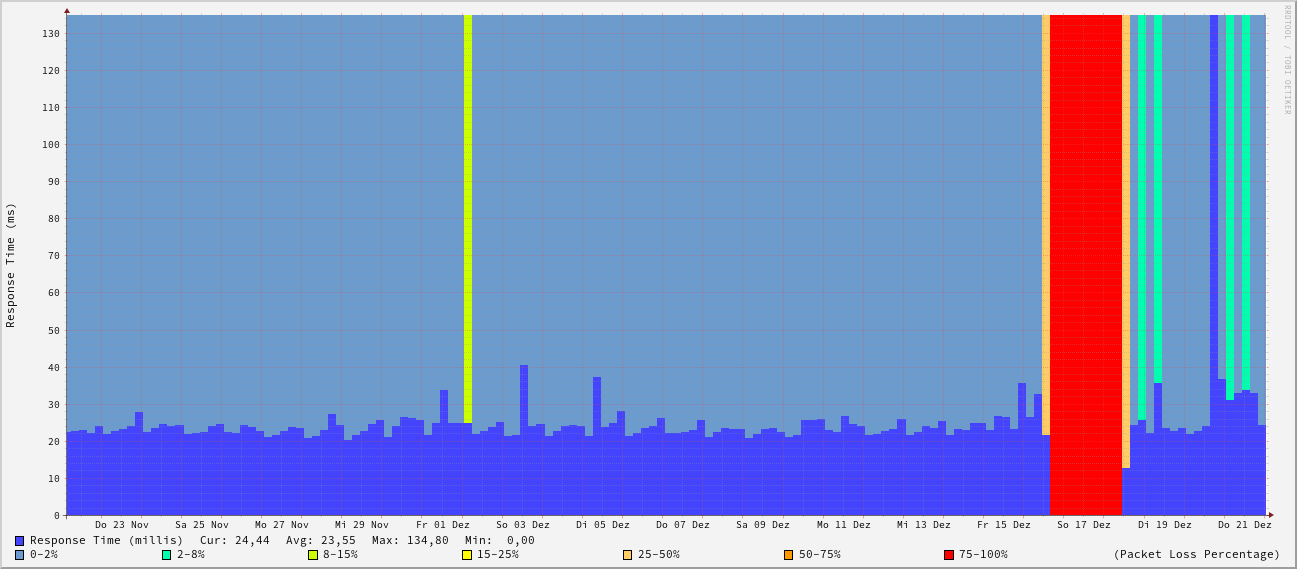 RRDTOOL / TOBI OETIKER
Response Time (ms)
130
120
110
100
90
80
70
60
50
40
30
20
10
0
Do 23 Nov Sa 25 Nov Mo 27 Nov Mi 29 Nov Fr 01 Dez So 03 Dez Di 05 Dez Do 07 Dez Sa 09 Dez Mo 11 Dez Mi 13 Dez Fr 15 Dez So 17 Dez Di 19 Dez Do 21 Dez
Response Time (millis) Cur: 24,44 Avg: 23,55 Max: 134,80 Min: 0,00
0-2% 2-8% 8-15% 15-25% 25-50% 50-75% 75-100% (Packet Loss Percentage)